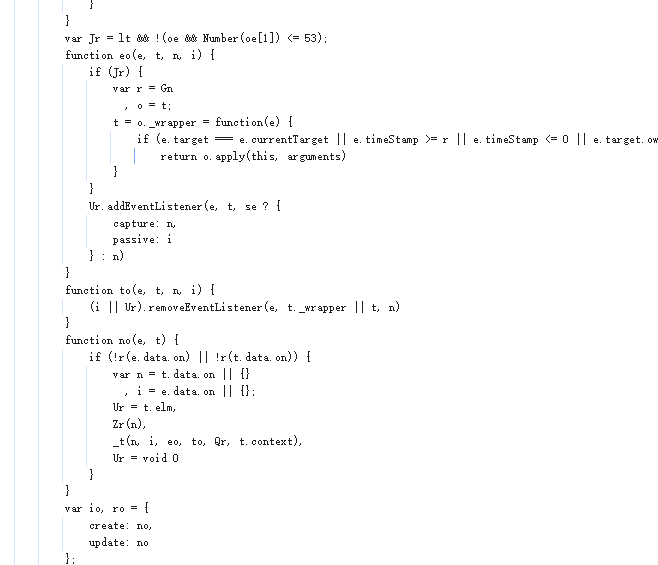 }
}
var Jr = lt && !(oe && Number(oe[1]) <= 53);
function eo(e, t, n, i) {
if (Jr) {
var r = Gn
, o = t;
t = o._wrapper = function(e) {
if (e.target === e.currentTarget || e.timeStamp >= r || e.timeStamp <= 0 || e.target.ow
return o.apply(this, arguments)
}
}
Ur.addEventListener(e, t, se ? {
capture: n,
passive: i
} : n)
}
function to(e, t, n, i) {
(i || Ur).removeEventListener(e, t._wrapper || t, n)
}
function no(e, t) {
if (!r(e.data.on) || !r(t.data.on)) {
var n = t.data.on || {}
, i = e.data.on || {};
Ur = t.elm,
Zr(n),
_t(n, i, eo, to, Qr, t.context),
Ur = void 0
}
}
var io, ro = {
create: no,
update: no
};